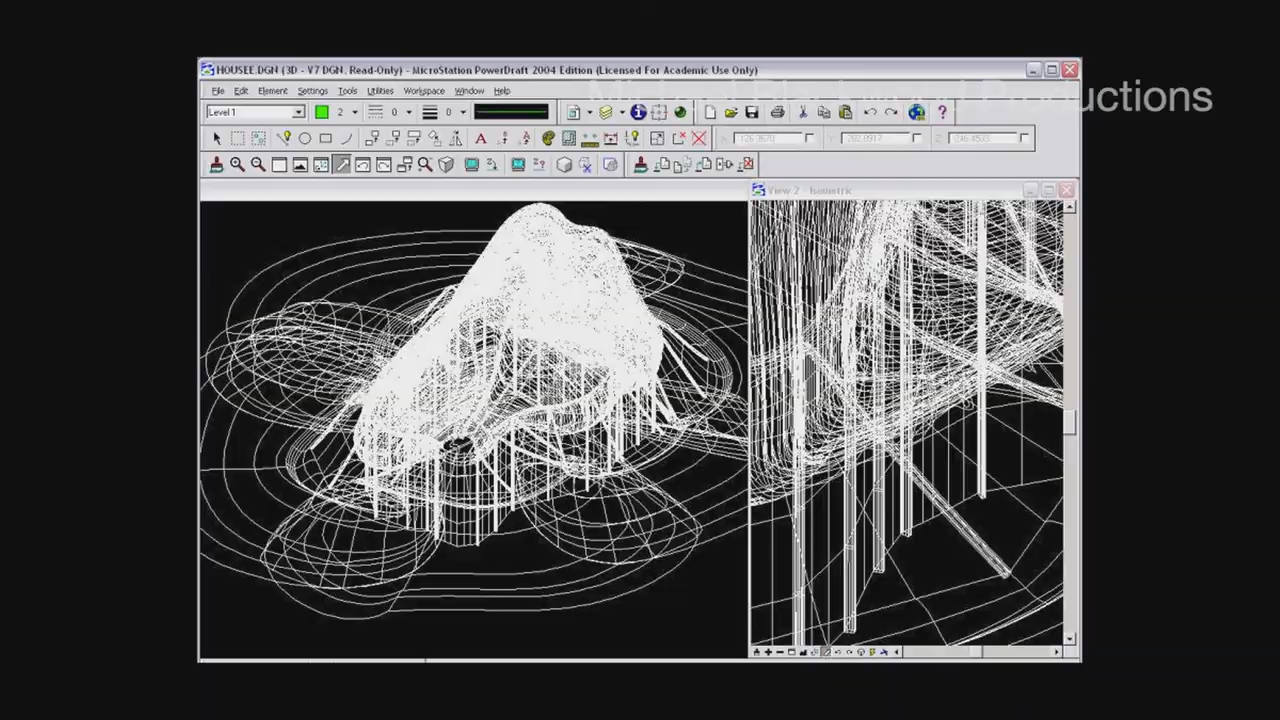 HOUSEE.DGN (3D - V7 DGN, Read-Only) - MicroStation PowerDraft 2004 Edition (Licensed For Academic Use Only)
File Edit Element Settings Tools Utilities Workspace Window Help
Productions
Level 1 2 0 0
View 2 - Isometric